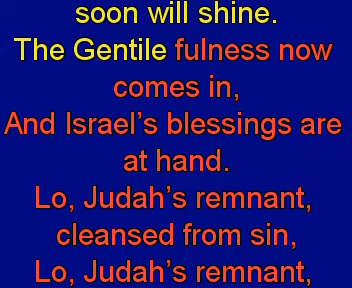 soon will shine.
The Gentile fulness now
comes in,
And Israel’s blessings are
at hand.
Lo, Judah’s remnant,
cleansed from sin,
Lo, Judah’s remnant,